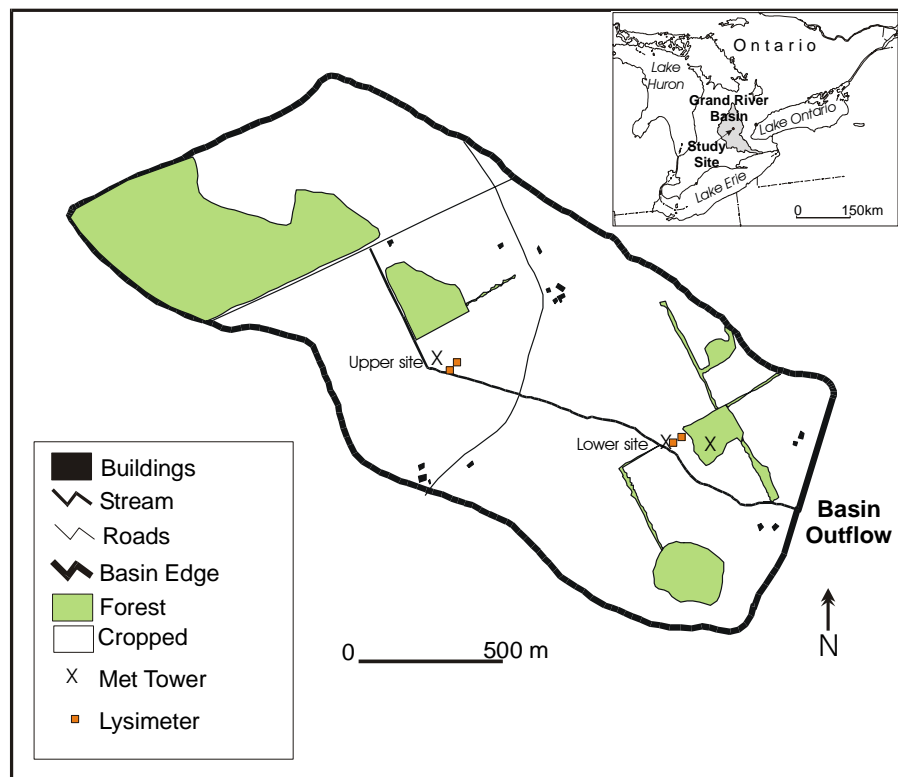 Ontario
Lake
Huron
Grand River
Basin
Lake Ontario
Study
Site
Lake Erie
0 150km
Upper site X
Lower site X
X
Basin
Outflow
N
0 500 m
Buildings
Stream
Roads
Basin Edge
Forest
Cropped
X Met Tower
Lysimeter